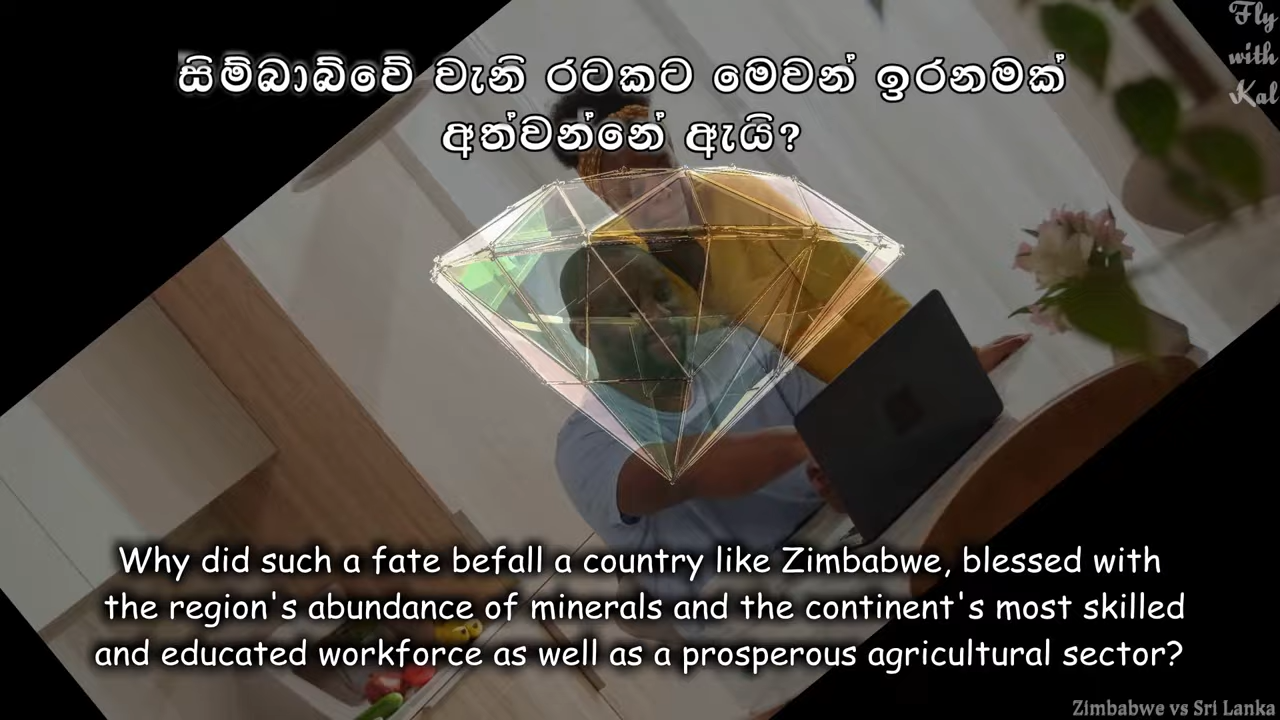 Fly
with
Kal
සිම්බාබ්වේ වැනි රටකට මෙවන් ඉරනමක්
අත්වන්නේ ඇයි?
Why did such a fate befall a country like Zimbabwe, blessed with
the region's abundance of minerals and the continent's most skilled
and educated workforce as well as a prosperous agricultural sector?
Zimbabwe vs Sri Lanka